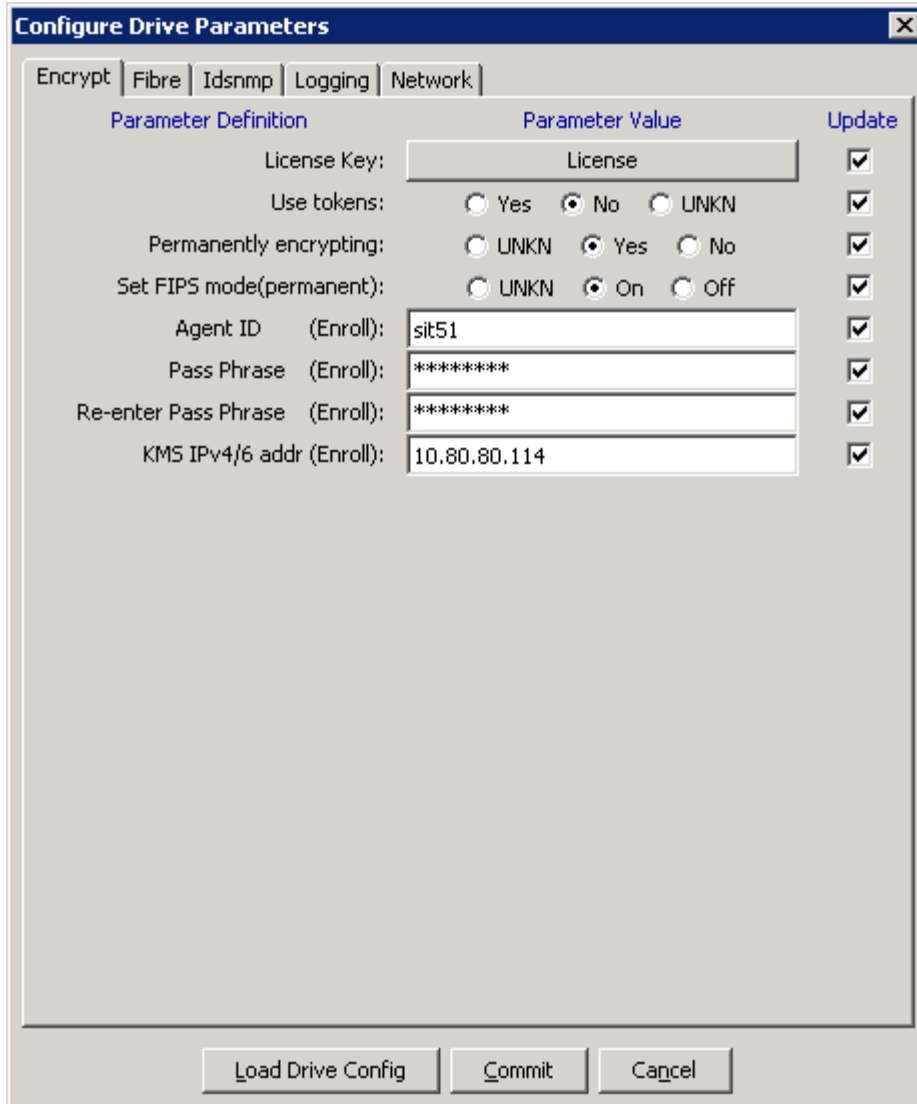 Configure Drive Parameters
Encrypt Fibre Idsnmp Logging Network
Parameter Definition Parameter Value Update
License Key: License
Use tokens: Yes No UNKN
Permanently encrypting: UNKN Yes No
Set FIPS mode(permanent): UNKN On Off
Agent ID (Enroll): sit51
Pass Phrase (Enroll): ********
Re-enter Pass Phrase (Enroll): ********
KMS IPv4/6 addr (Enroll): 10.80.80.114
Load Drive Config Commit Cancel